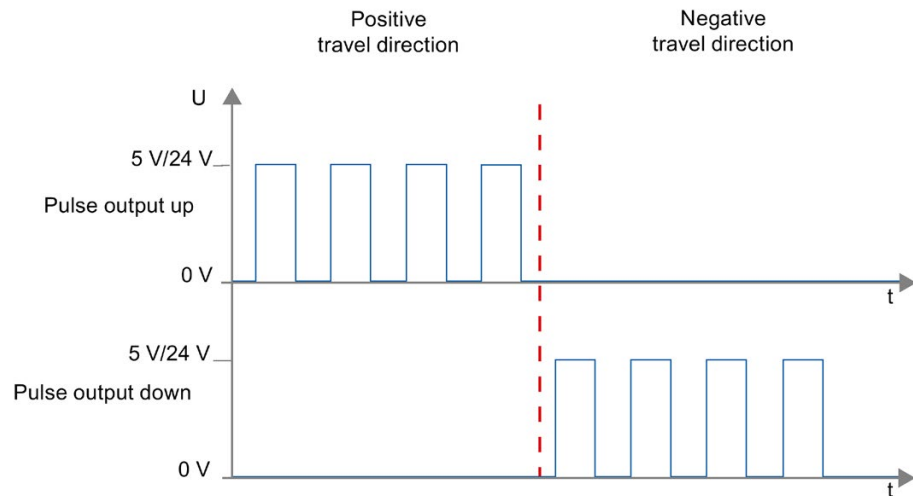 Positive
travel direction
Negative
travel direction
U
5 V/24 V
Pulse output up
0 V
t
5 V/24 V
Pulse output down
0 V
t